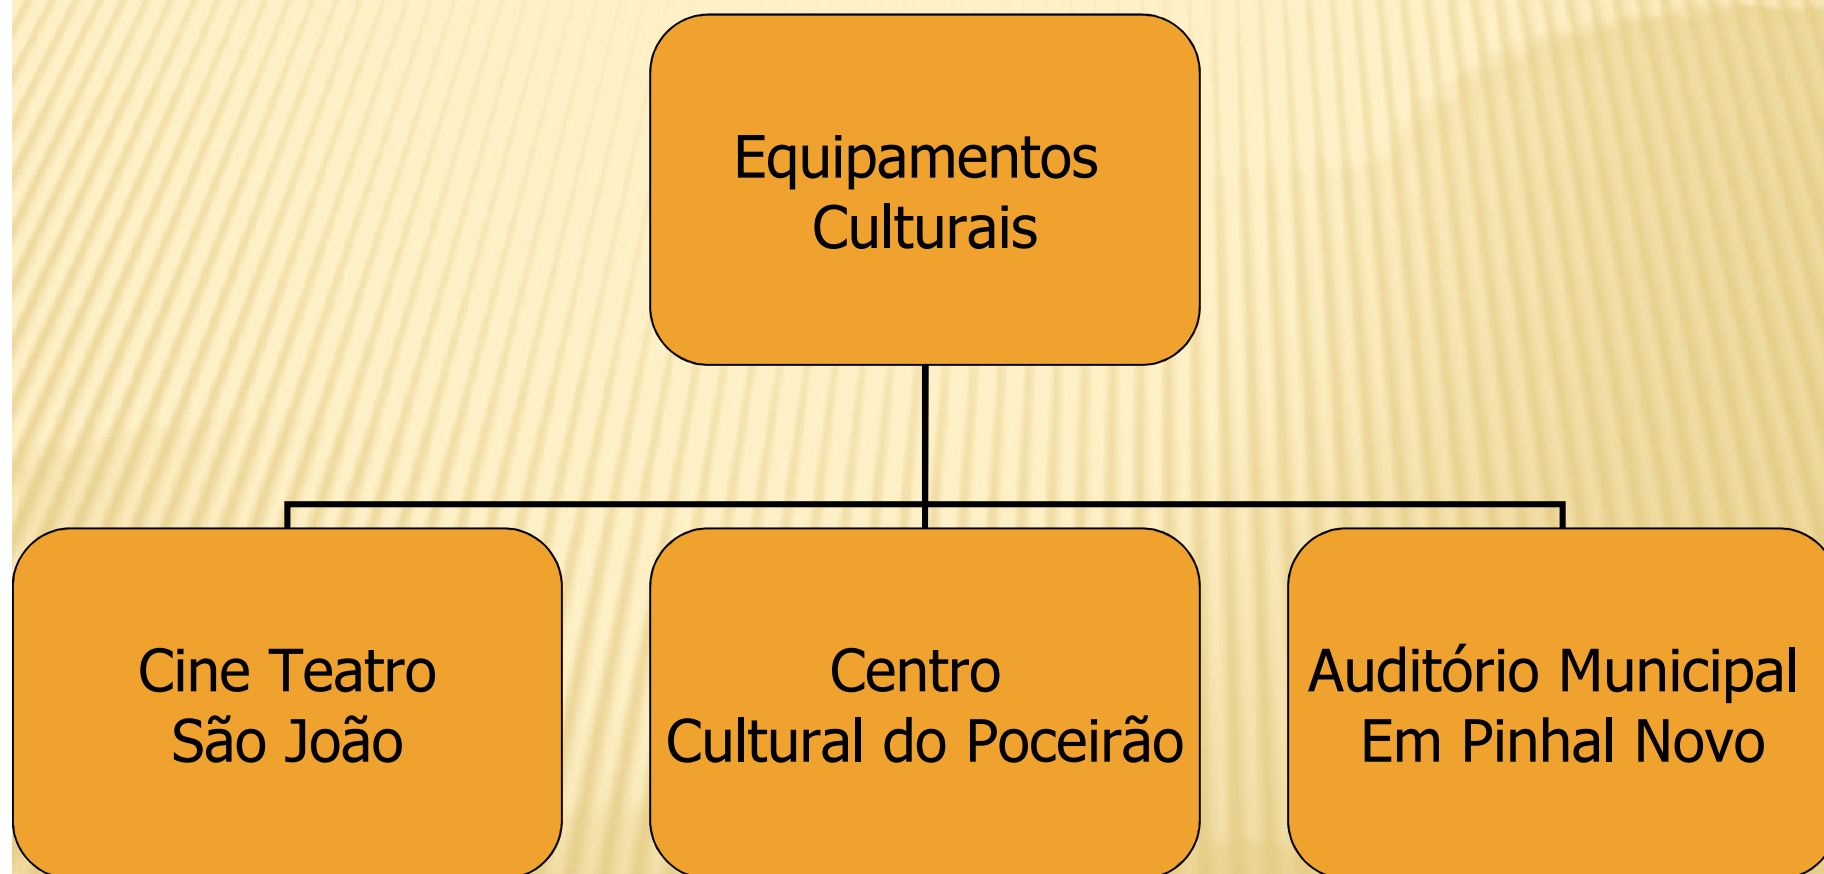 Equipamentos
Culturais
Cine Teatro
São João
Centro
Cultural do Poceirão
Auditório Municipal
Em Pinhal Novo